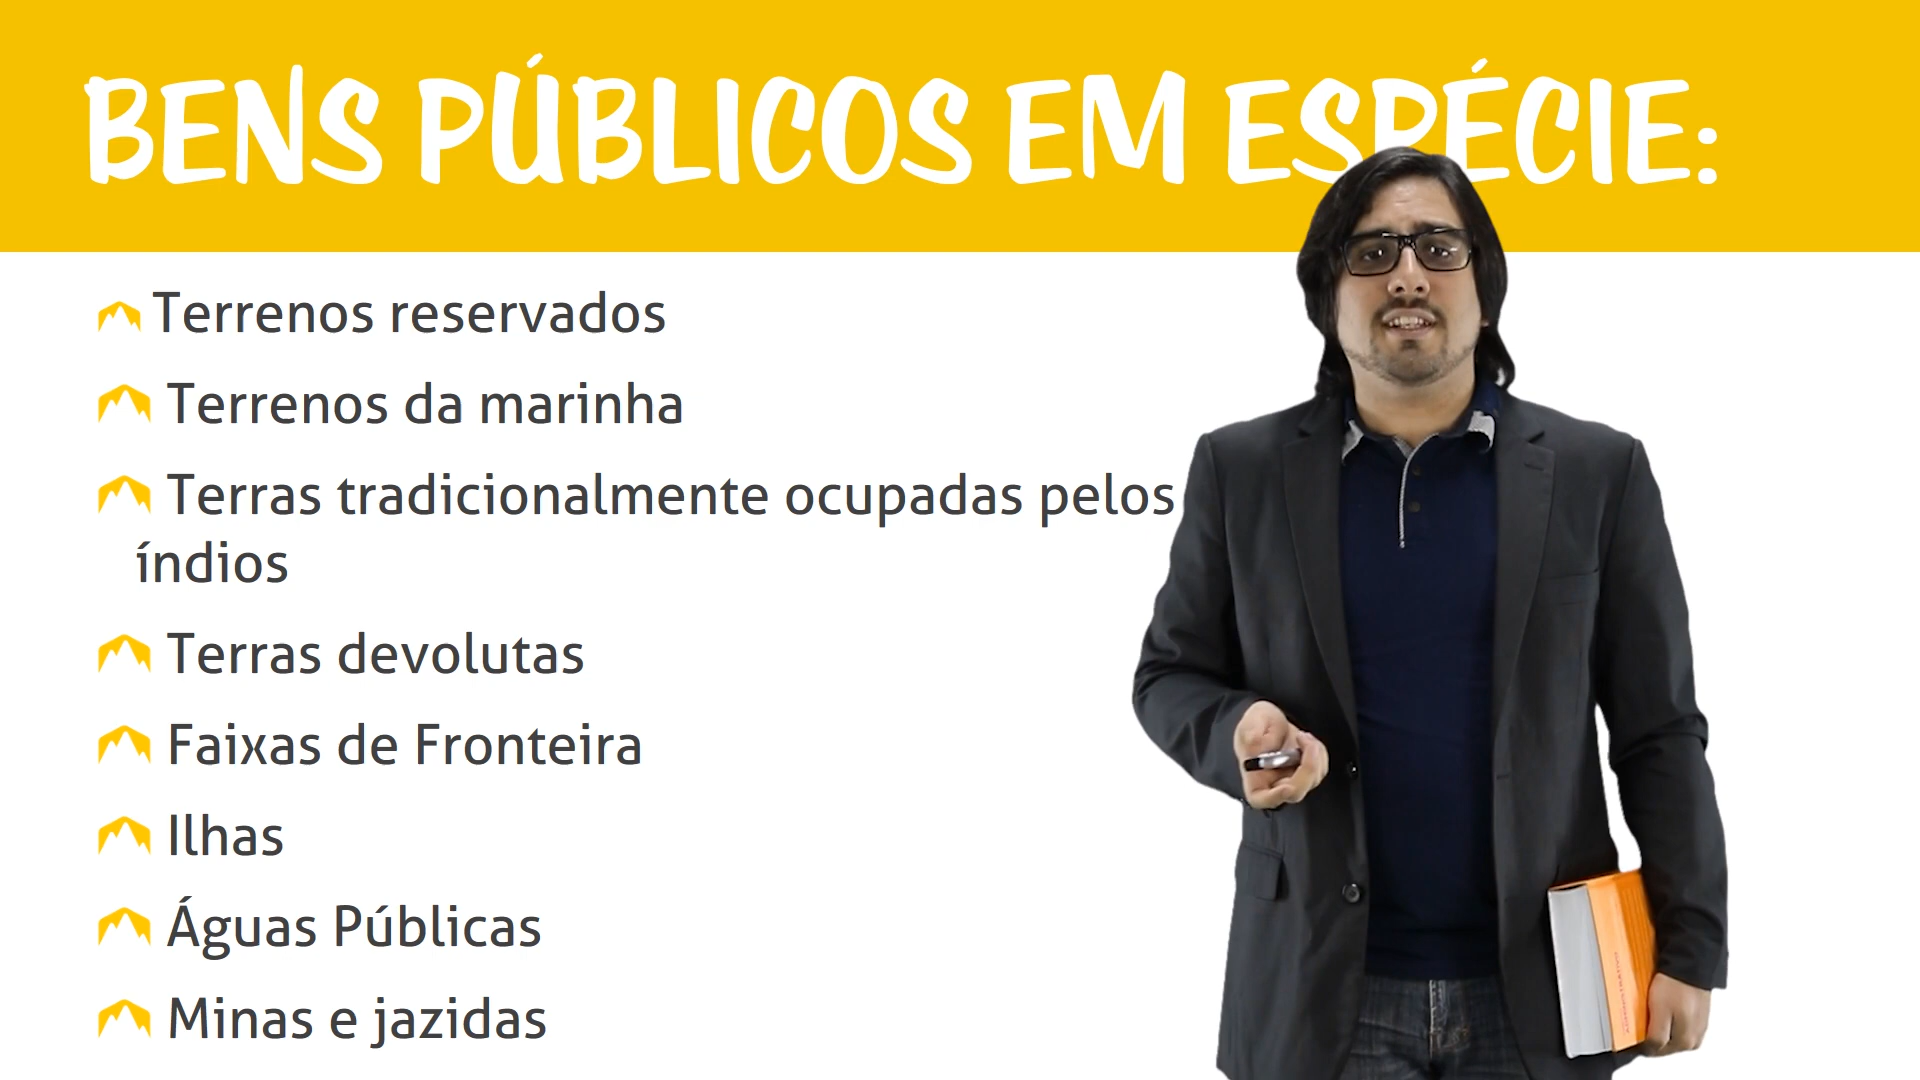 BENS PÚBLICOS EM ESPÉCIE:
Terrenos reservados
Terrenos da marinha
Terras tradicionalmente ocupadas pelos
índios
Terras devolutas
Faixas de Fronteira
Ilhas
Águas Públicas
Minas e jazidas